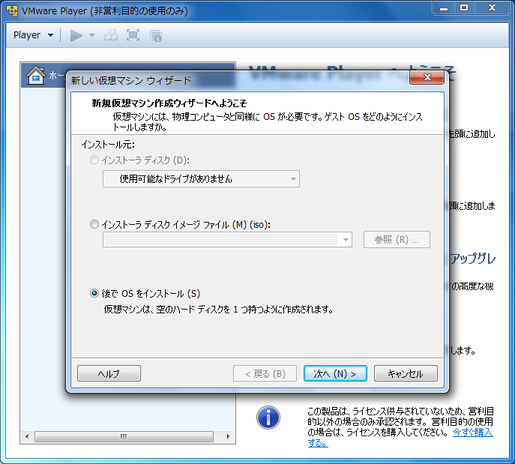 VMware Player (非営利目的の使用のみ)
Player
ホー
VMware Player へようこそ
新しい仮想マシン ウィザード
新規仮想マシン作成ウィザードへようこそ
仮想マシンには、物理コンピュータと同様に OS が必要です。ゲスト OS をどのようにインス
トールしますか。
先頭に追加し
インストール元:
インストーラ ディスク (D):
使用可能なドライブがありません
頭に追加しま
インストーラ ディスク イメージ ファイル (M) (iso):
参照 (R) ...
アップグレ
の高度な機
後で OS をインストール (S)
仮想マシンは、空のハード ディスクを 1 つ持つように作成されます。
します。
ヘルプ
< 戻る (B)
次へ (N) >
キャンセル
この製品は、ライセンス供与されていないため、営利目
的以外の場合のみ承認されます。営利目的の使用
の場合は、ライセンスを購入してください。今すぐ購入
する。